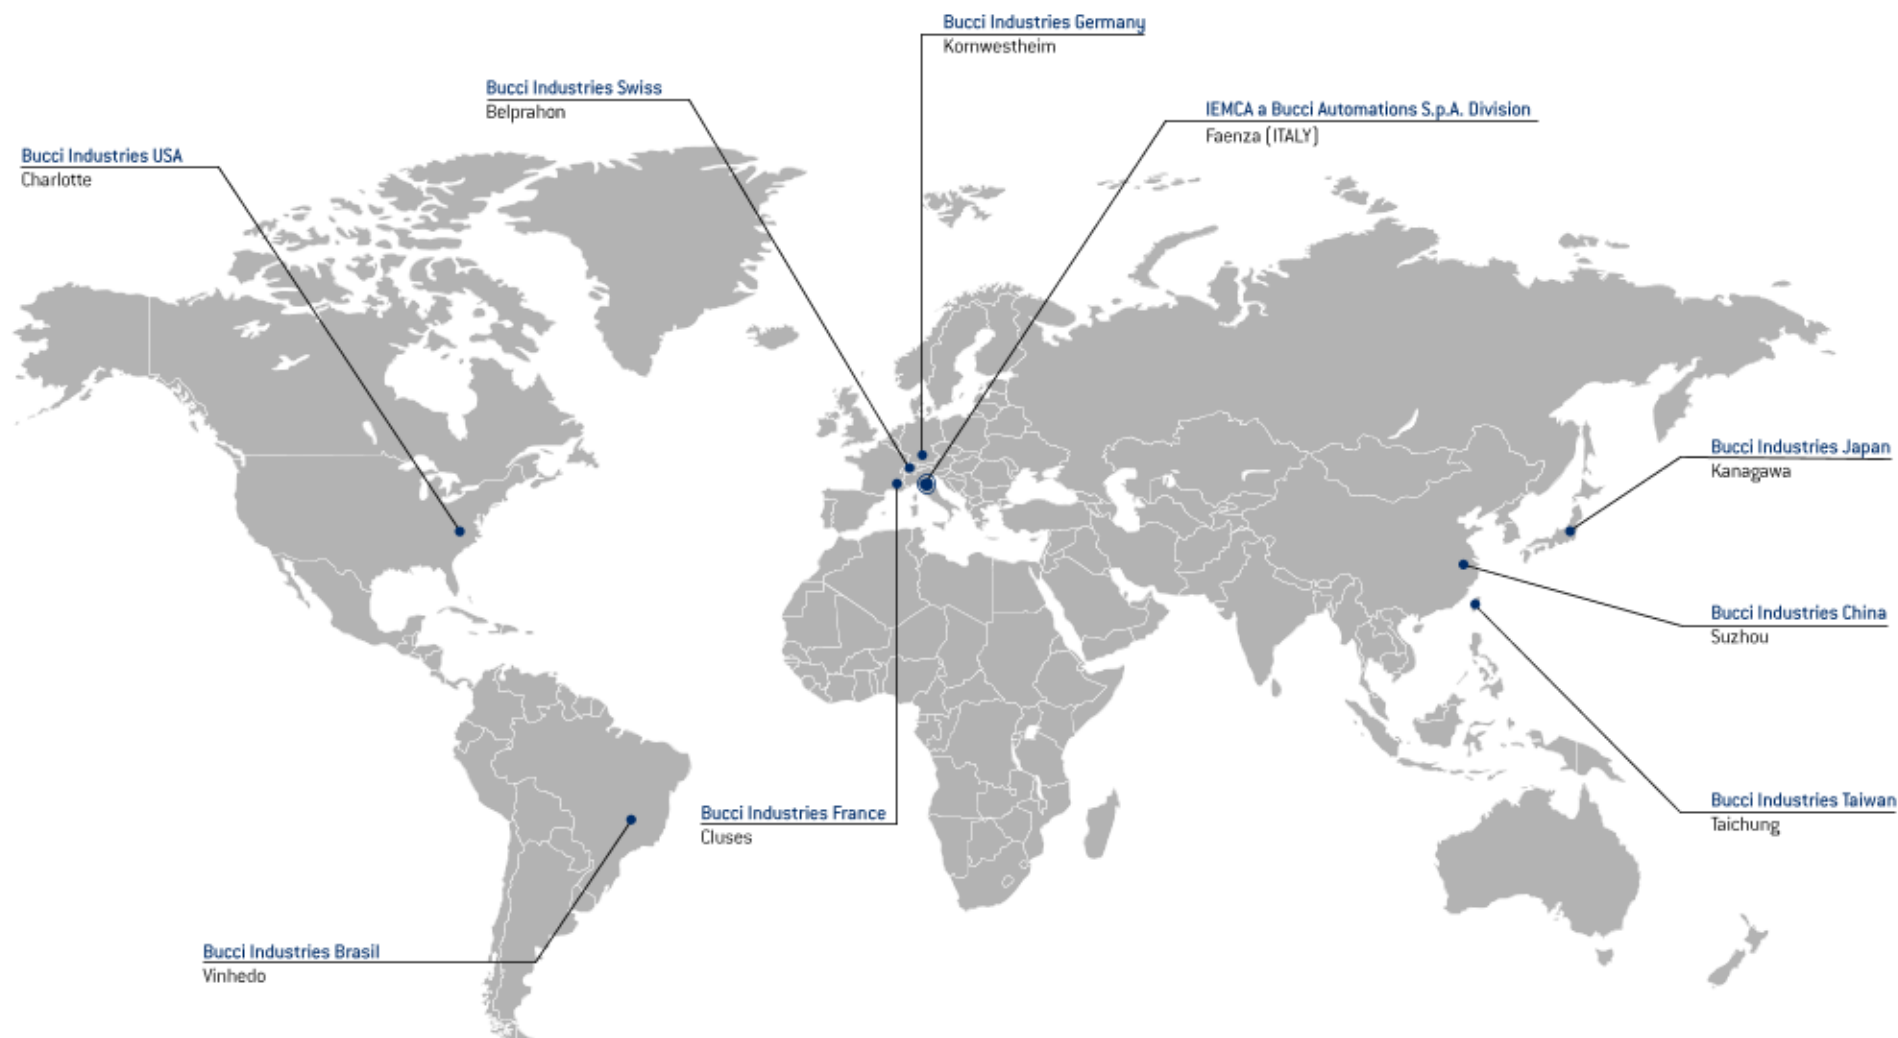 Bucci Industries Germany
Kornwestheim
Bucci Industries Swiss
Belprahon
IEMCA a Bucci Automations S.p.A. Division
Faenza (ITALY)
Bucci Industries USA
Charlotte
Bucci Industries Japan
Kanagawa
Bucci Industries China
Suzhou
Bucci Industries Taiwan
Taichung
Bucci Industries France
Cluses
Bucci Industries Brasil
Vinhedo